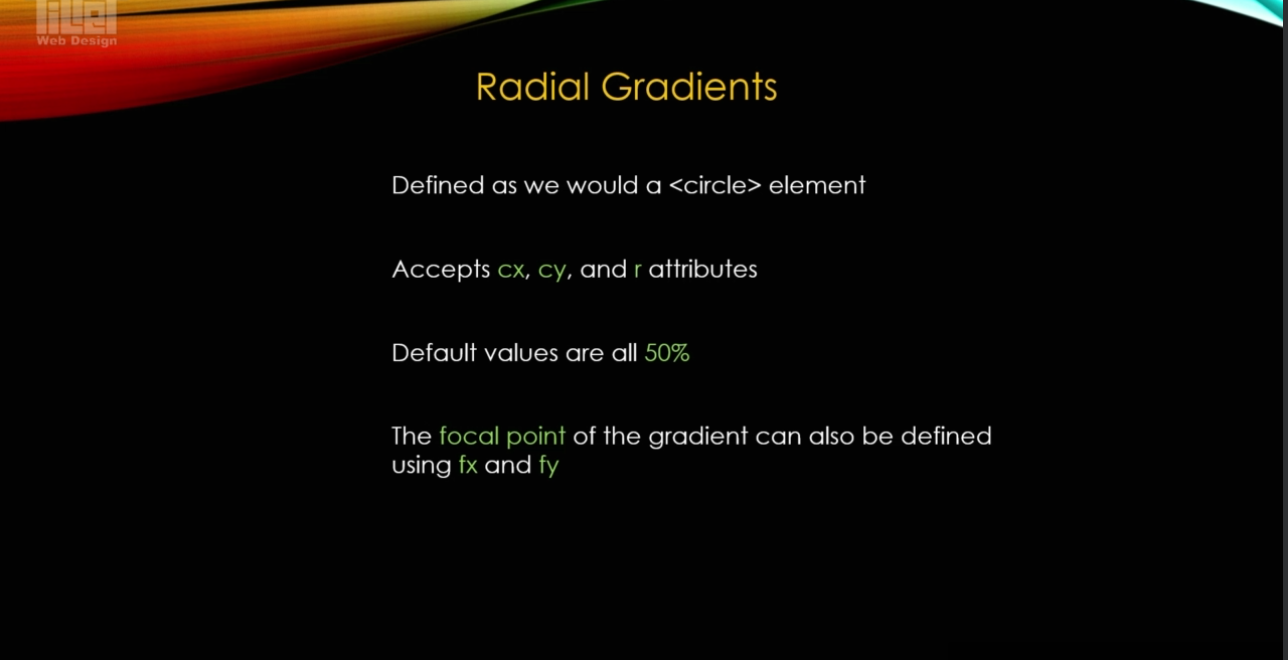 Web Design
Radial Gradients
Defined as we would a <circle> element
Accepts cx, cy, and r attributes
Default values are all 50%
The focal point of the gradient can also be defined
using fx and fy